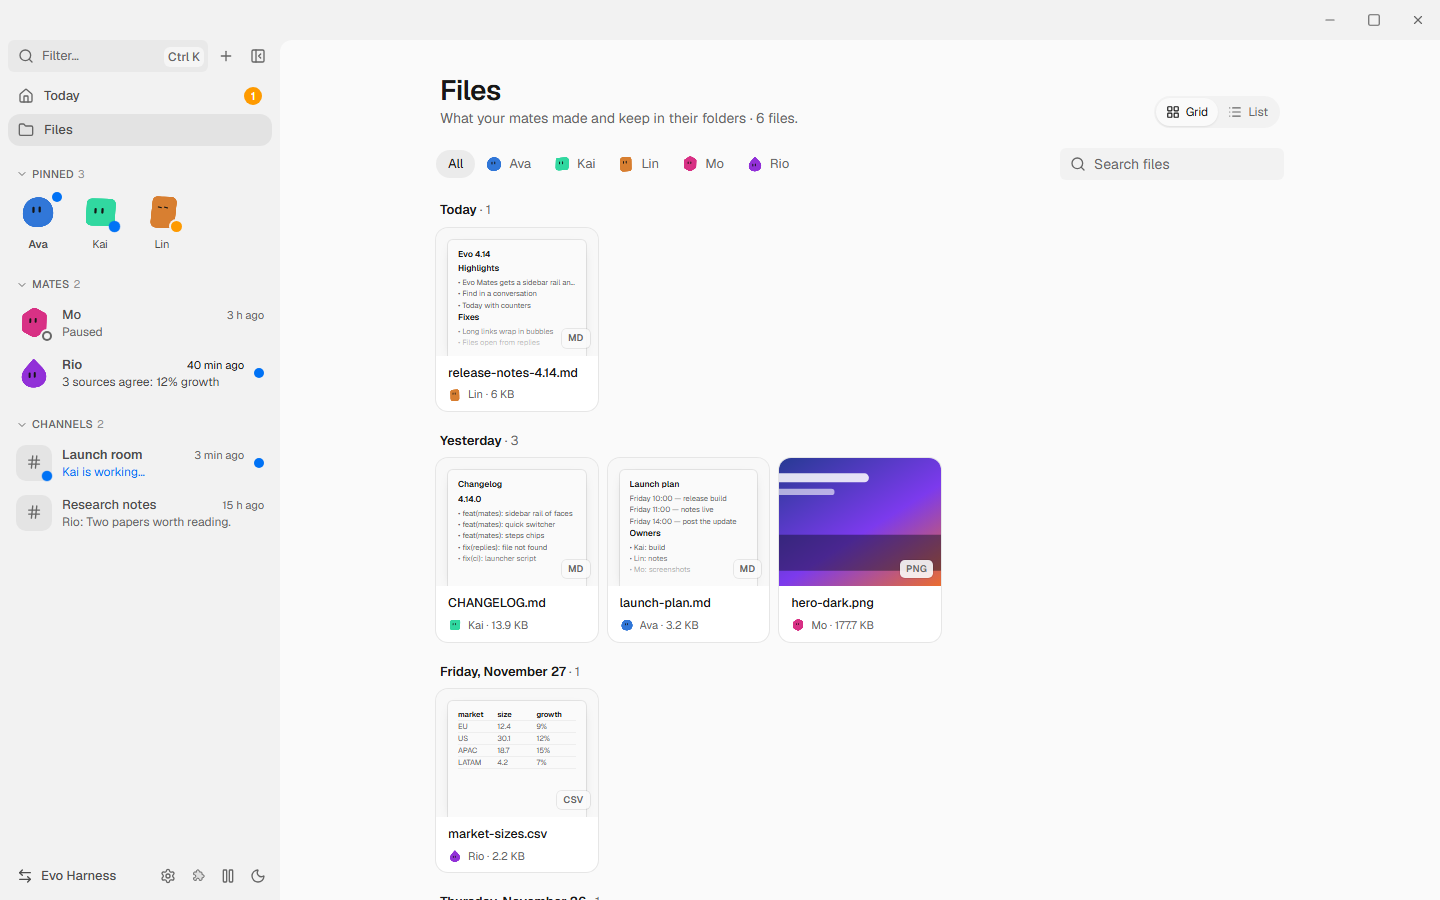 Filter...
Ctrl K
Today
1
Files
PINNED 3
Ava
Kai
Lin
MATES 2
Mo
3 h ago
Paused
Rio
40 min ago
3 sources agree: 12% growth
CHANNELS 2
Launch room
3 min ago
Kai is working...
Research notes
15 h ago
Rio: Two papers worth reading.
Evo Harness
Files
What your mates made and keep in their folders · 6 files.
Grid
List
All
Ava
Kai
Lin
Mo
Rio
Search files
Today · 1
Evo 4.14
Highlights
• Evo Mates gets a sidebar rail an...
• Find in a conversation
• Today with counters
Fixes
• Long links wrap in bubbles
• Files open from replies
MD
release-notes-4.14.md
Lin · 6 KB
Yesterday · 3
Changelog
4.14.0
• feat(mates): sidebar rail of faces
• feat(mates): quick switcher
• feat(mates): steps chips
• fix(replies): file not found
• fix(ci): launcher script
MD
CHANGELOG.md
Kai · 13.9 KB
Launch plan
Friday 10:00 — release build
Friday 11:00 — notes live
Friday 14:00 — post the update
Owners
• Kai: build
• Lin: notes
• Mo: screenshots
MD
launch-plan.md
Ava · 3.2 KB
PNG
hero-dark.png
Mo · 177.7 KB
Friday, November 27 · 1
market size growth
EU 12.4 9%
US 30.1 12%
APAC 18.7 15%
LATAM 4.2 7%
CSV
market-sizes.csv
Rio · 2.2 KB
Thursday, November 26 · 1